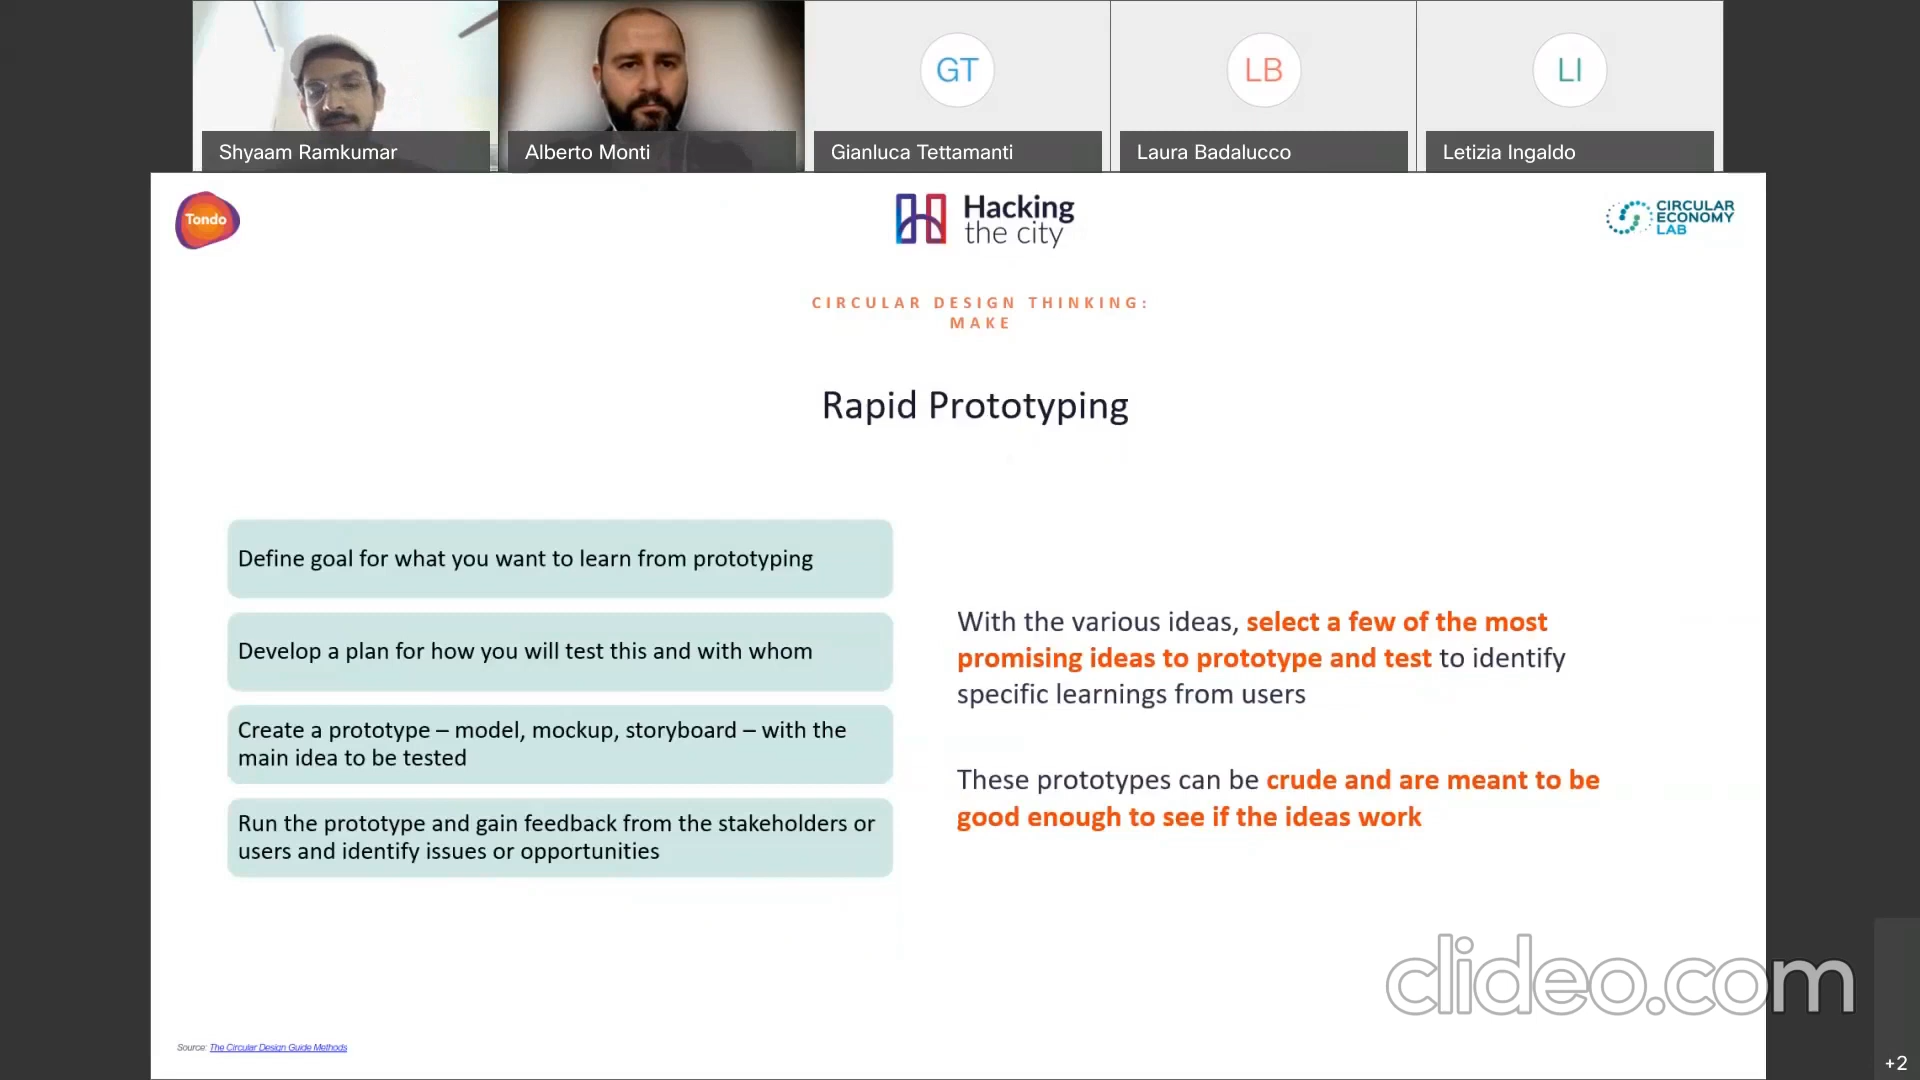 GT
LB
LI
Shyaam Ramkumar
Alberto Monti
Gianluca Tettamanti
Laura Badalucco
Letizia Ingaldo
Tondo
Hacking
the city
CIRCULAR
ECONOMY
LAB
CIRCULAR DESIGN THINKING:
MAKE
Rapid Prototyping
Define goal for what you want to learn from prototyping
Develop a plan for how you will test this and with whom
Create a prototype – model, mockup, storyboard – with the
main idea to be tested
Run the prototype and gain feedback from the stakeholders or
users and identify issues or opportunities
With the various ideas, select a few of the most
promising ideas to prototype and test to identify
specific learnings from users
These prototypes can be crude and are meant to be
good enough to see if the ideas work
clideo.com
Source: The Circular Design Guide Methods
+2